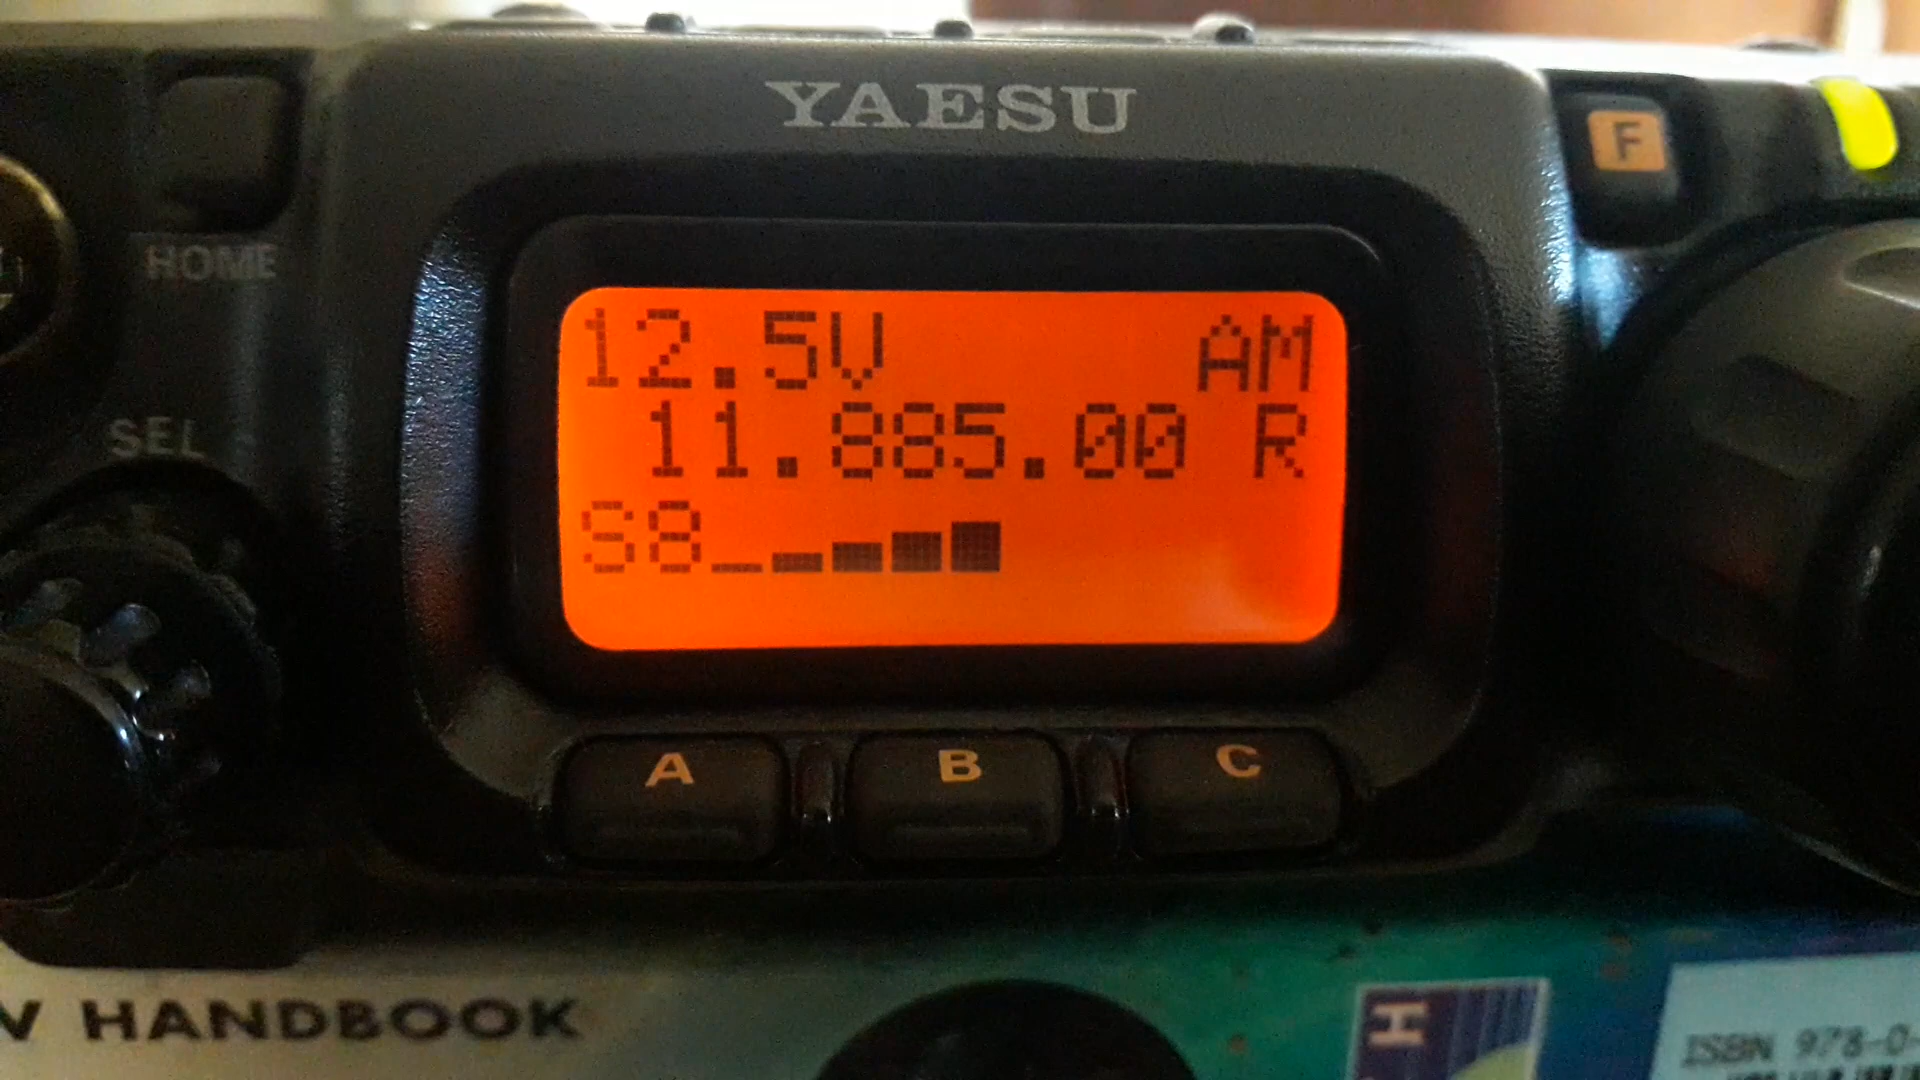 YAESU
F
HOME
12.5V AM
11.885.00 R
SEL
S8
A B C
V HANDBOOK
H
ISBN 978-0-